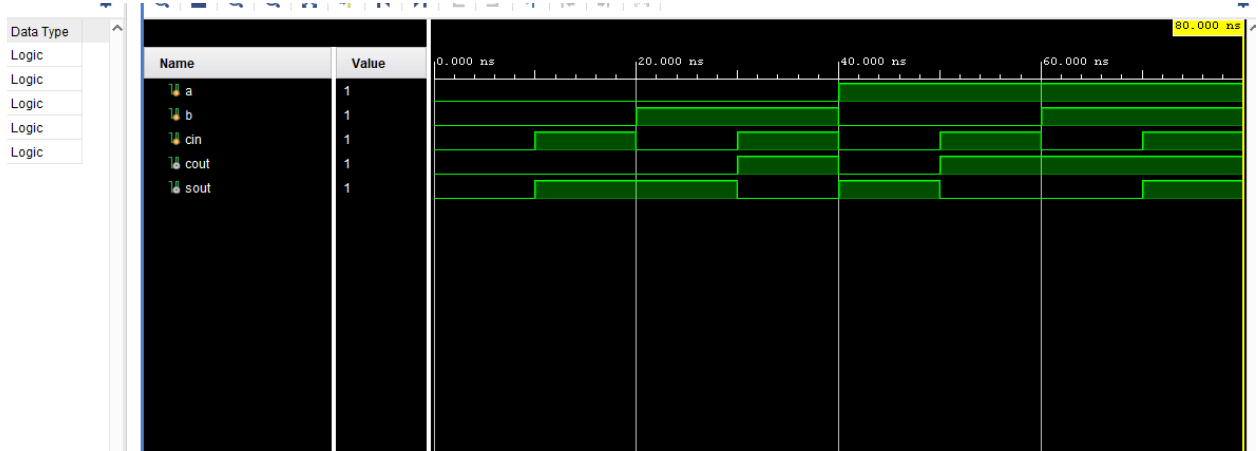 80.000 ns
Data Type
Logic
Logic
Logic
Logic
Logic
Name Value
0.000 ns 20.000 ns 40.000 ns 60.000 ns
a 1
b 1
cin 1
cout 1
sout 1